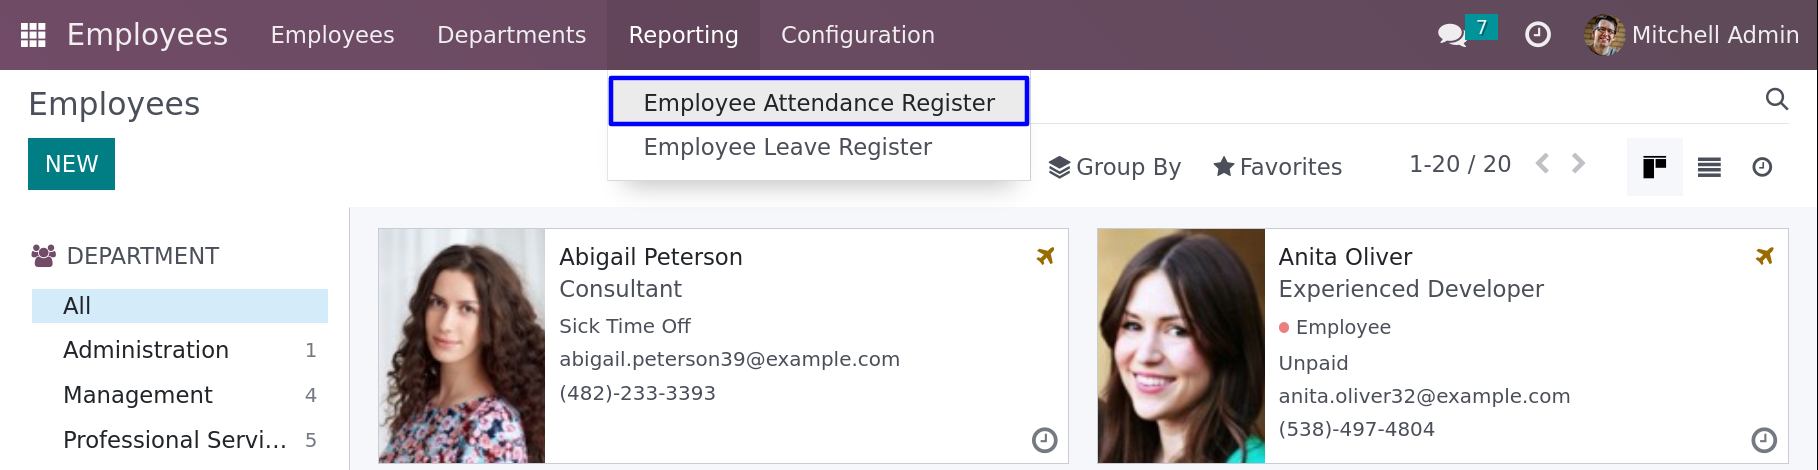 Employees Employees Departments Reporting Configuration 7 Mitchell Admin
Employees
Employee Attendance Register
NEW
Employee Leave Register
Group By Favorites 1-20 / 20
DEPARTMENT
All
Administration 1
Management 4
Professional Servi... 5
Abigail Peterson
Consultant
Sick Time Off
abigail.peterson39@example.com
(482)-233-3393
Anita Oliver
Experienced Developer
Employee
Unpaid
anita.oliver32@example.com
(538)-497-4804